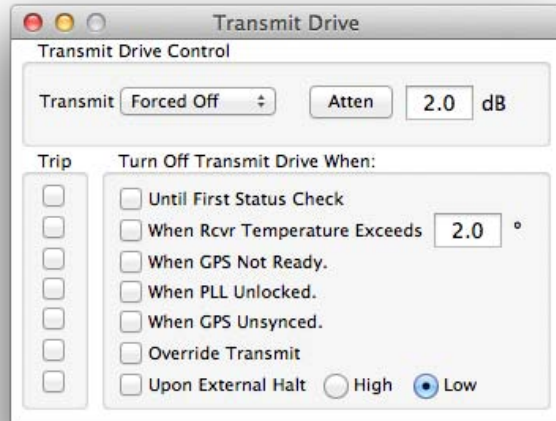 Transmit Drive
Transmit Drive Control
Transmit Forced Off Atten 2.0 dB
Trip Turn Off Transmit Drive When:
Until First Status Check
When Rcvr Temperature Exceeds 2.0 °
When GPS Not Ready.
When PLL Unlocked.
When GPS Unsynced.
Override Transmit
Upon External Halt High Low